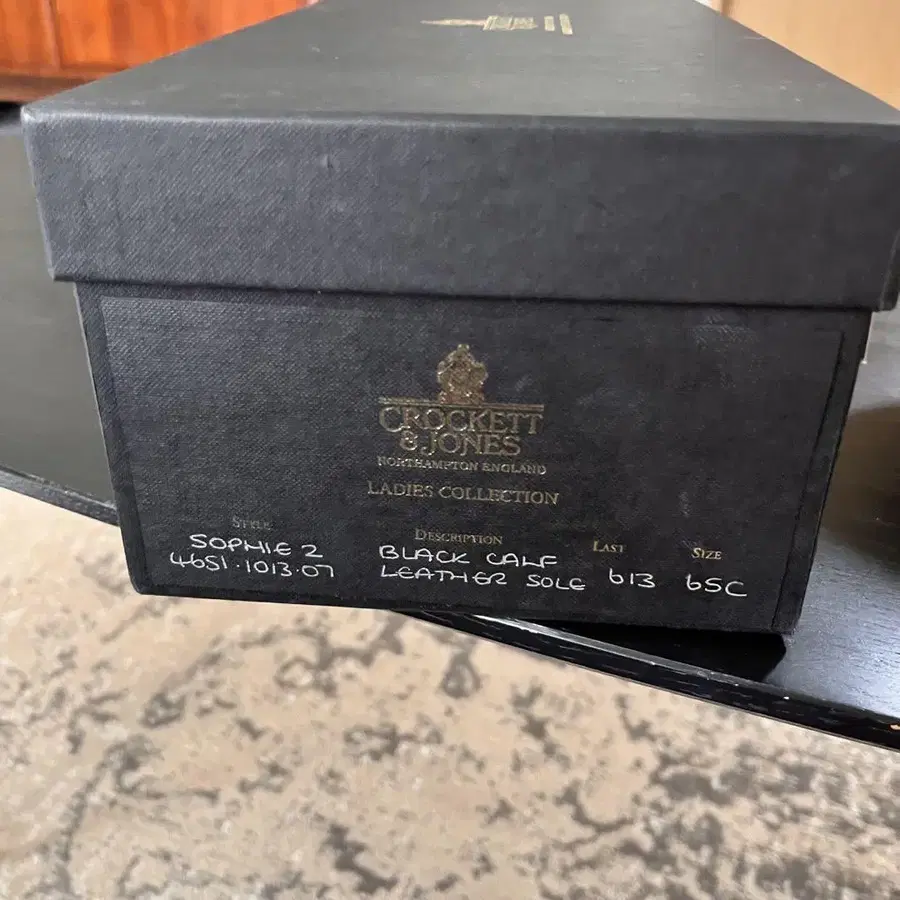 CROCKETT
& JONES
NORTHAMPTON ENGLAND
LADIES COLLECTION
STYLE DESCRIPTION LAST SIZE
SOPHIE 2 BLACK CALF
4651.1013.07 LEATHER SOLE 613 65C